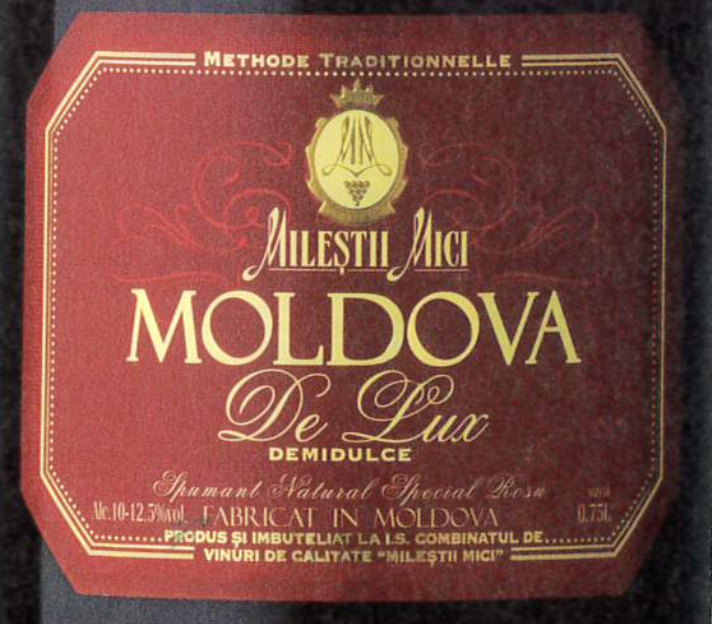 METHODE TRADITIONNELLE
MILEȘTII MICI
MOLDOVA
De Lux
DEMIDULCE
Spumant Natural Special Rosu
Alc.10-12.5%vol. FABRICAT IN MOLDOVA 0.75L
PRODUS ȘI IMBUTELIAT LA I.S. COMBINATUL DE
VINURI DE CALITATE "MILEȘTII MICI"